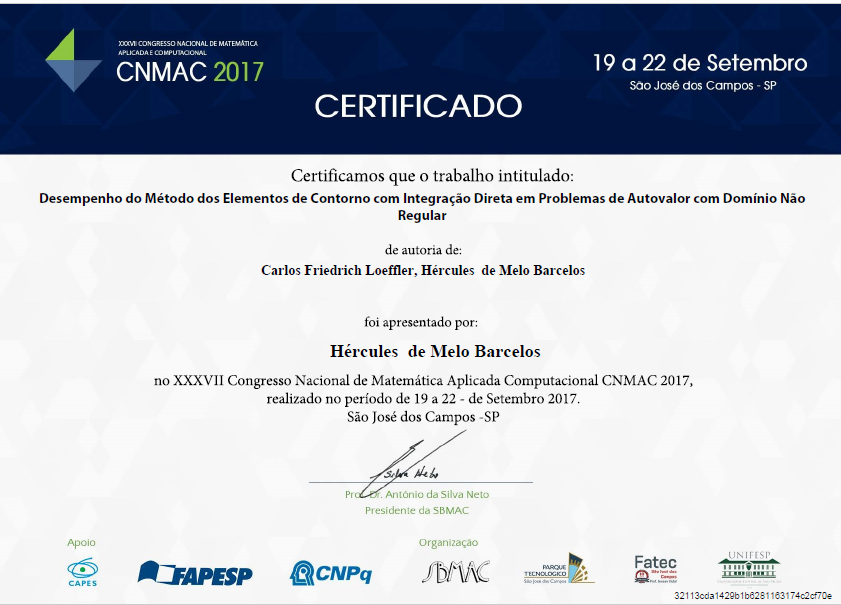 XXXVII CONGRESSO NACIONAL DE MATEMÁTICA
APLICADA E COMPUTACIONAL
CNMAC 2017
19 a 22 de Setembro
São José dos Campos - SP
CERTIFICADO
Certificamos que o trabalho intitulado:
Desempenho do Método dos Elementos de Contorno com Integração Direta em Problemas de Autovalor com Domínio Não
Regular
de autoria de:
Carlos Friedrich Loeffler, Hércules de Melo Barcelos
foi apresentado por:
Hércules de Melo Barcelos
no XXXVII Congresso Nacional de Matemática Aplicada Computacional CNMAC 2017,
realizado no período de 19 a 22 - de Setembro 2017.
São José dos Campos -SP
Silva Neto
Prof. Dr. Antônio da Silva Neto
Presidente da SBMAC
Apoio
Organização
CAPES
FAPESP
CNPq
SBMAC
PARQUE
TECNOLÓGICO
São José dos Campos
Fatec
São José dos
Campos
UNIFESP
32113cda1429b1b6281163174c2cf70e